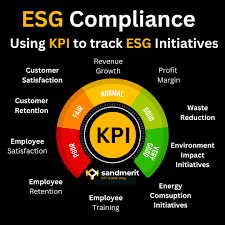 ESG Compliance
Using KPI to track ESG Initiatives
Revenue
Growth
Customer
Satisfaction
Profit
Margin
Customer
Retention
Waste
Reduction
Employee
Satisfaction
Environment
Impact
Initiatives
Employee
Retention
Employee
Training
Energy
Comsuption
Initiatives
POOR
FAIR
NORMAL
GOOD
VERY
GOOD
KPI
sandmerit